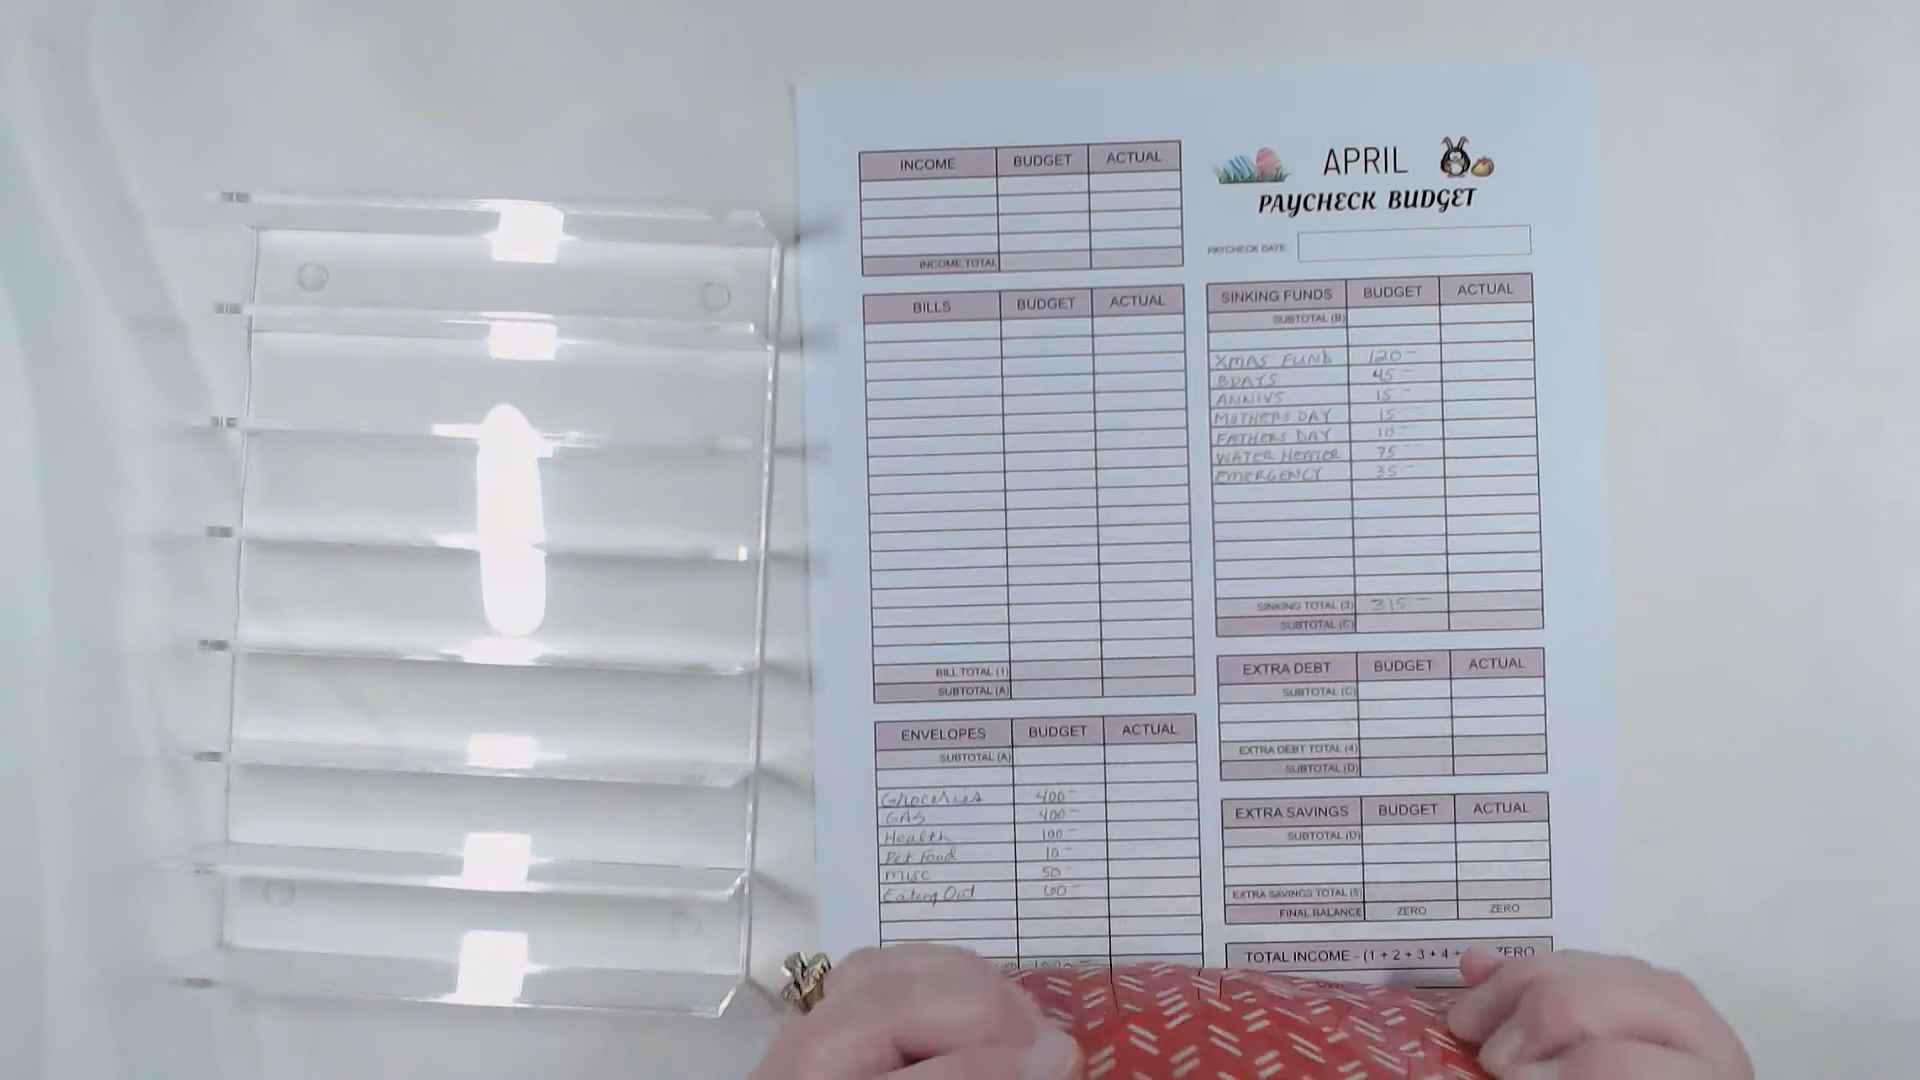 INCOME BUDGET ACTUAL
INCOME TOTAL
BILLS BUDGET ACTUAL
BILL TOTAL (1)
SUBTOTAL (A)
ENVELOPES BUDGET ACTUAL
SUBTOTAL (A)
Groceries 400-
GAS 400-
Health 100-
Pet Food 10-
MISC 50-
Eating Out 60-
APRIL
PAYCHECK BUDGET
PAYCHECK DATE
SINKING FUNDS BUDGET ACTUAL
SUBTOTAL (B)
XMAS FUND 120-
BDAYS 45-
ANNIVS 15-
MOTHERS DAY 15-
FATHERS DAY 10-
WATER HEATER 75-
EMERGENCY 35-
SINKING TOTAL (3) 315-
SUBTOTAL (C)
EXTRA DEBT BUDGET ACTUAL
SUBTOTAL (C)
EXTRA DEBT TOTAL (4)
SUBTOTAL (D)
EXTRA SAVINGS BUDGET ACTUAL
SUBTOTAL (D)
EXTRA SAVINGS TOTAL (5)
FINAL BALANCE ZERO ZERO
TOTAL INCOME - (1 + 2 + 3 + 4 + ZERO